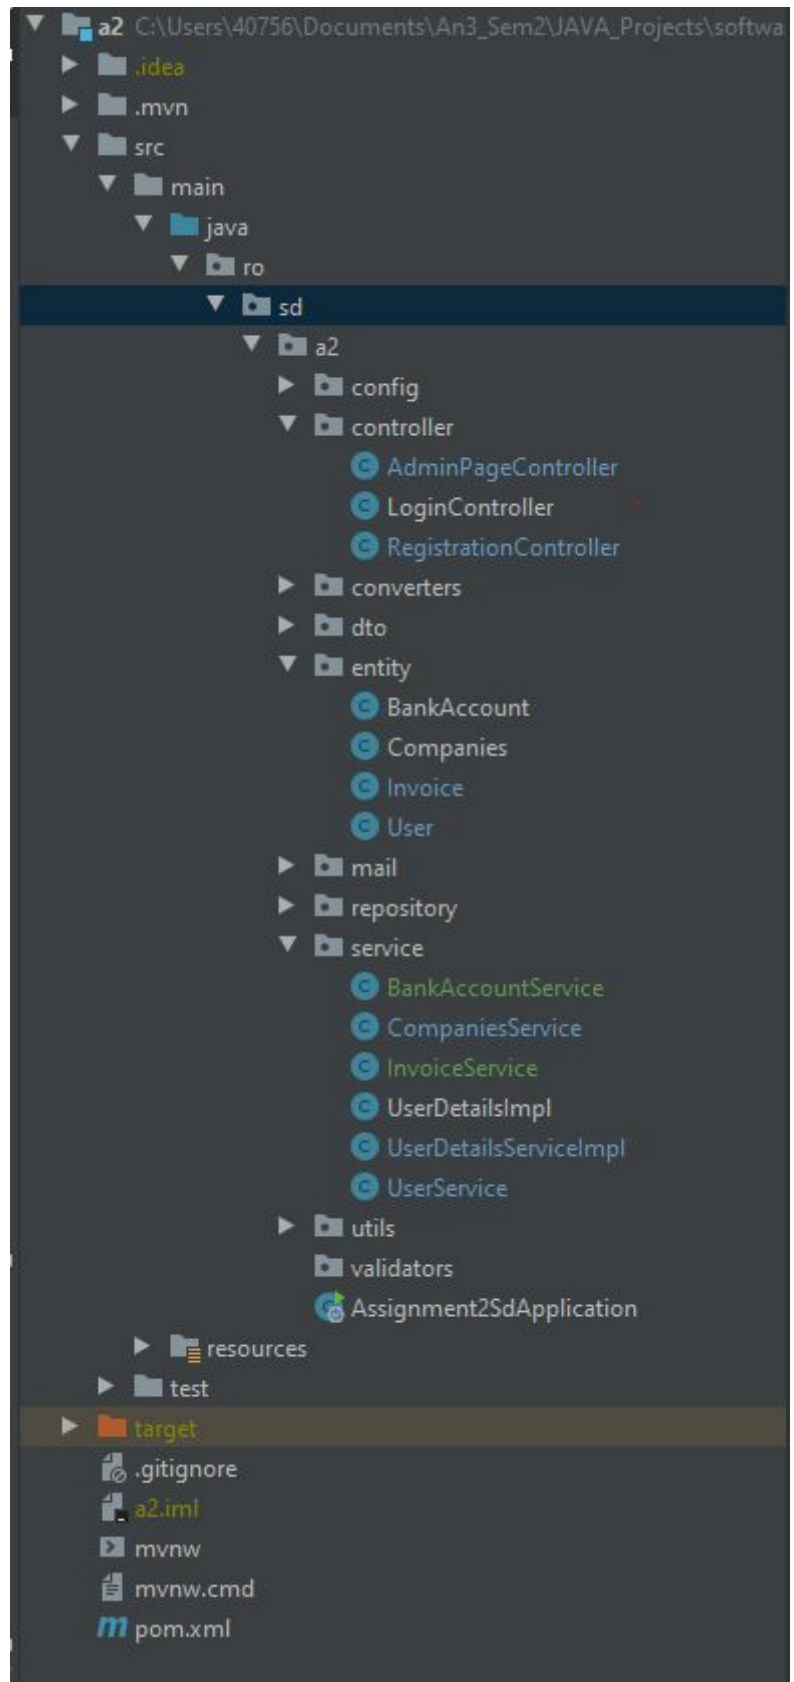 a2 C:\Users\40756\Documents\An3_Sem2\JAVA_Projects\softwa
.idea
.mvn
src
main
java
ro
sd
a2
config
controller
AdminPageController
LoginController
RegistrationController
converters
dto
entity
BankAccount
Companies
Invoice
User
mail
repository
service
BankAccountService
CompaniesService
InvoiceService
UserDetailsImpl
UserDetailsServiceImpl
UserService
utils
validators
Assignment2SdApplication
resources
test
target
.gitignore
a2.iml
mvnw
mvnw.cmd
pom.xml